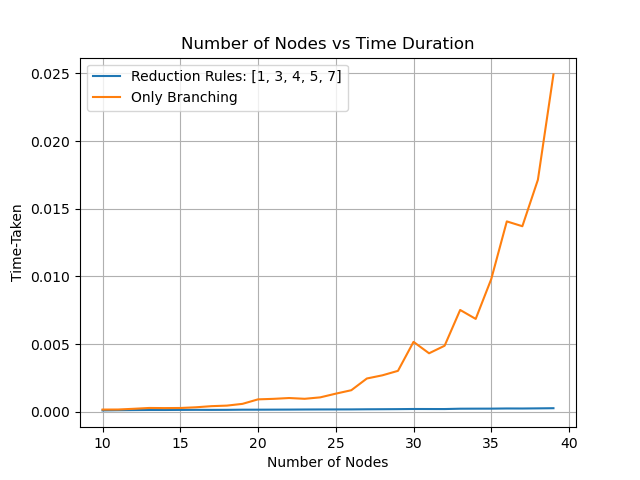 Number of Nodes vs Time Duration
Reduction Rules: [1, 3, 4, 5, 7]
Only Branching
0.025
0.020
0.015
0.010
0.005
0.000
Time-Taken
10 15 20 25 30 35 40
Number of Nodes